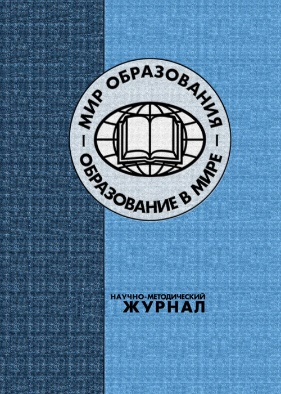 МИР ОБРАЗОВАНИЯ –
ОБРАЗОВАНИЕ В МИРЕ –
НАУЧНО-МЕТОДИЧЕСКИЙ
ЖУРНАЛ